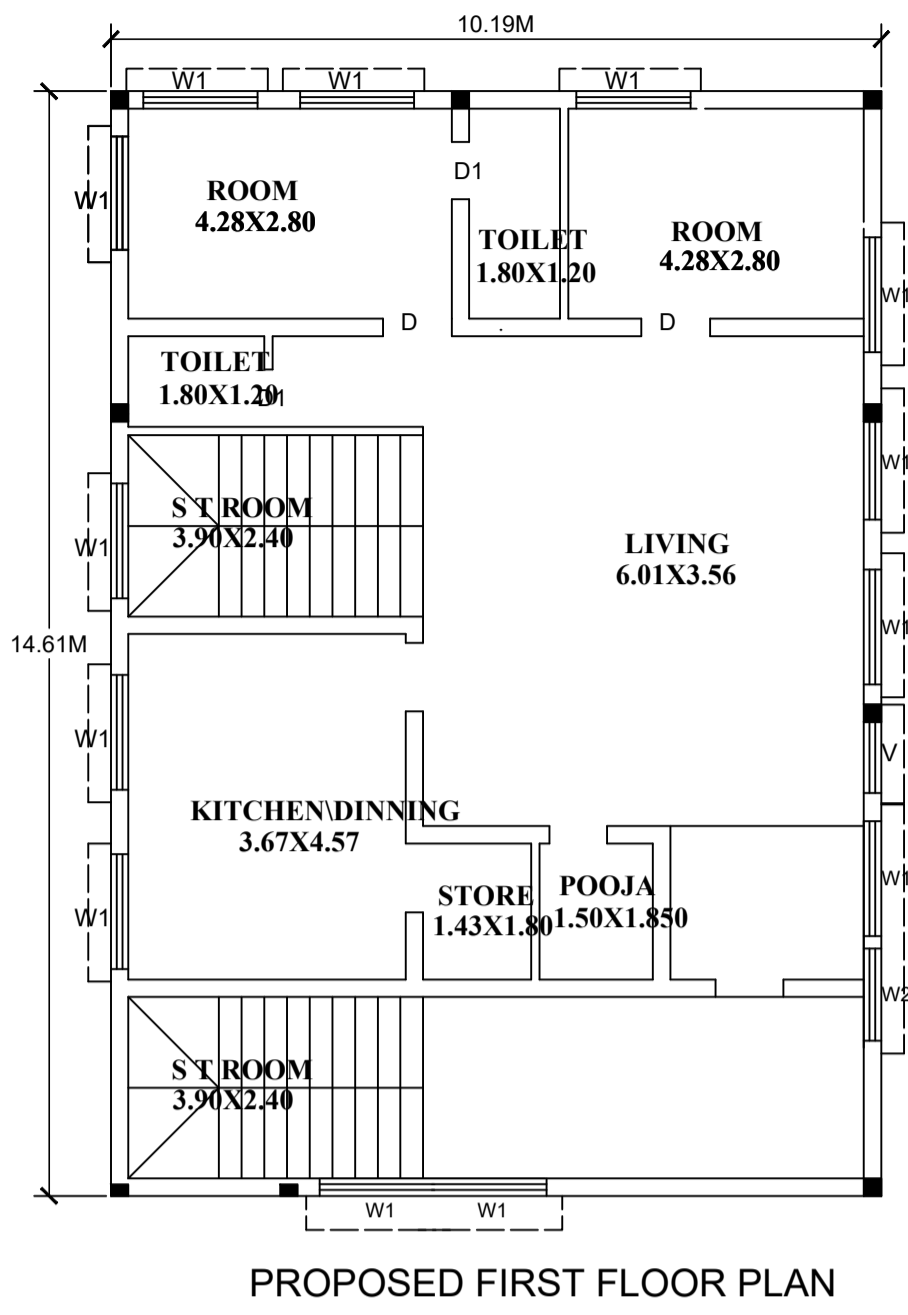 10.19M
W1
W1
W1
W1
D1
ROOM
4.28X2.80
TOILET
1.80X1.20
ROOM
4.28X2.80
W1
D
D
TOILET
1.80X1.20
D1
W1
S T ROOM
3.90X2.40
W1
LIVING
6.01X3.56
W1
14.61M
W1
V
KITCHEN\DINNING
3.67X4.57
W1
STORE
1.43X1.80
POOJA
1.50X1.850
W1
W2
S T ROOM
3.90X2.40
W1
W1
PROPOSED FIRST FLOOR PLAN